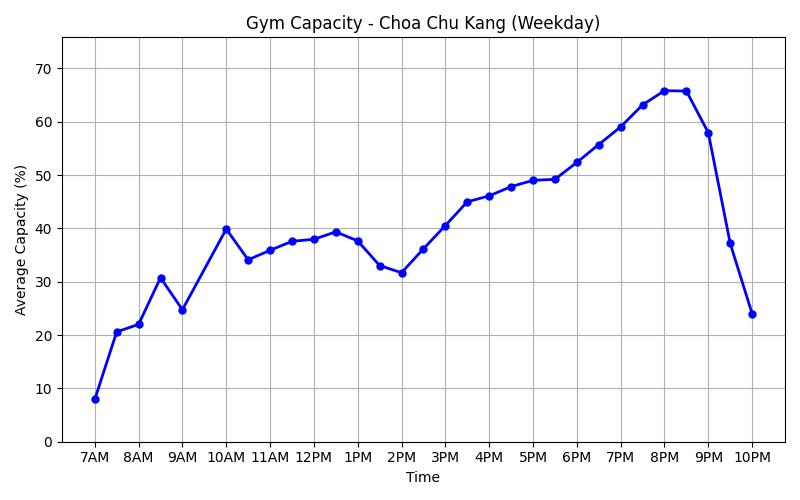 Gym Capacity - Choa Chu Kang (Weekday)
Average Capacity (%)
70
60
50
40
30
20
10
0
7AM 8AM 9AM 10AM 11AM 12PM 1PM 2PM 3PM 4PM 5PM 6PM 7PM 8PM 9PM 10PM
Time